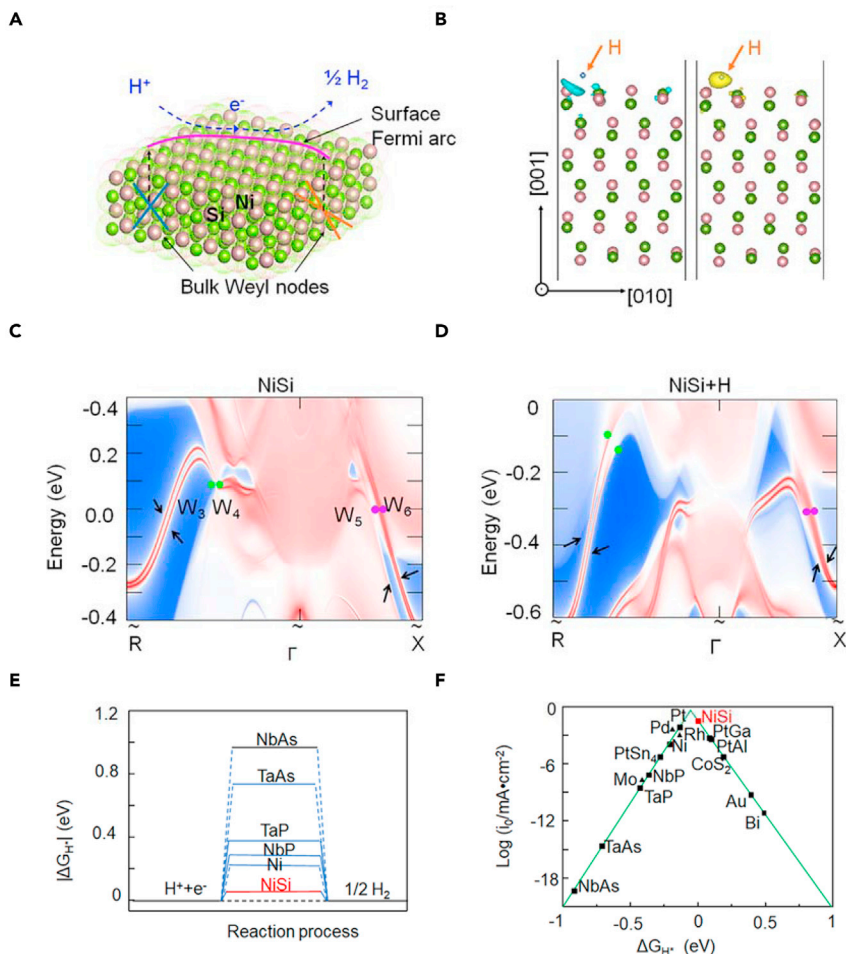 A
H⁺
e⁻
½ H₂
Surface
Fermi arc
Si
Ni
Bulk Weyl nodes
B
H
H
[001]
[010]
C
NiSi
Energy (eV)
-0.4
0.2
0.0
-0.2
-0.4
W₃
W₄
W₅
W₆
R̃
Γ̃
X̃
D
NiSi+H
Energy (eV)
0
-0.2
-0.4
-0.6
R̃
Γ̃
X̃
E
|ΔG_H*| (eV)
1.2
0.8
0.4
0
NbAs
TaAs
TaP
NbP
Ni
NiSi
H⁺+e⁻
1/2 H₂
Reaction process
F
Log (i₀/mA•cm⁻²)
0
-6
-12
-18
Pt
NiSi
Pd
Rh
PtGa
Ni
PtAl
PtSn₄
CoS₂
Mo
NbP
TaP
Au
Bi
TaAs
NbAs
-1
-0.5
0
0.5
1
ΔG_H* (eV)